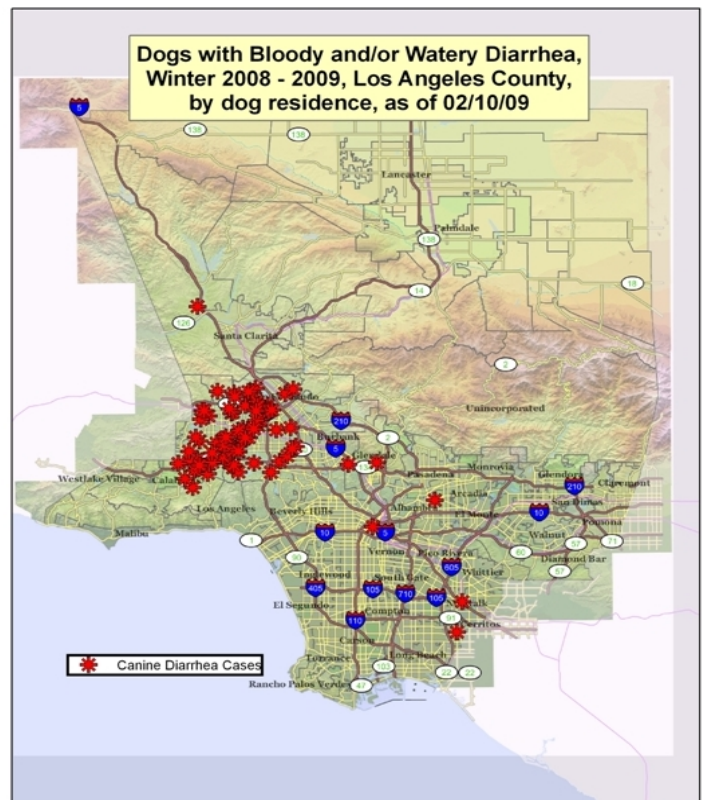 Dogs with Bloody and/or Watery Diarrhea,
Winter 2008 - 2009, Los Angeles County,
by dog residence, as of 02/10/09
5
138
138
Lancaster
Palmdale
138
14
18
126
Santa Clarita
2
Unincorporated
210
Burbank
5
2
Glendale
Pasadena
Monrovia
Glendora
210
Claremont
Westlake Village
Arcadia
San Dimas
Los Angeles
Beverly Hills
Alhambra
El Monte
10
Pomona
Malibu
1
10
5
Walnut
57
71
Vernon
Pico Rivera
60
Diamond Bar
90
605
Whittier
57
Inglewood
South Gate
405
105
710
105
El Segundo
Compton
91
Cerritos
110
Carson
Canine Diarrhea Cases
Torrance
Long Beach
103
22
22
Rancho Palos Verdes
47